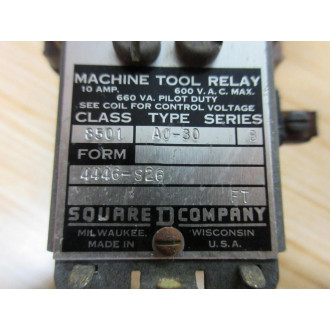 MACHINE TOOL RELAY
10 AMP. 600 V. A.C. MAX.
660 VA. PILOT DUTY
SEE COIL FOR CONTROL VOLTAGE
CLASS TYPE SERIES
8501 AO-30
FORM
4446-S26
FT
SQUARE D COMPANY
MILWAUKEE, WISCONSIN
MADE IN U.S.A.